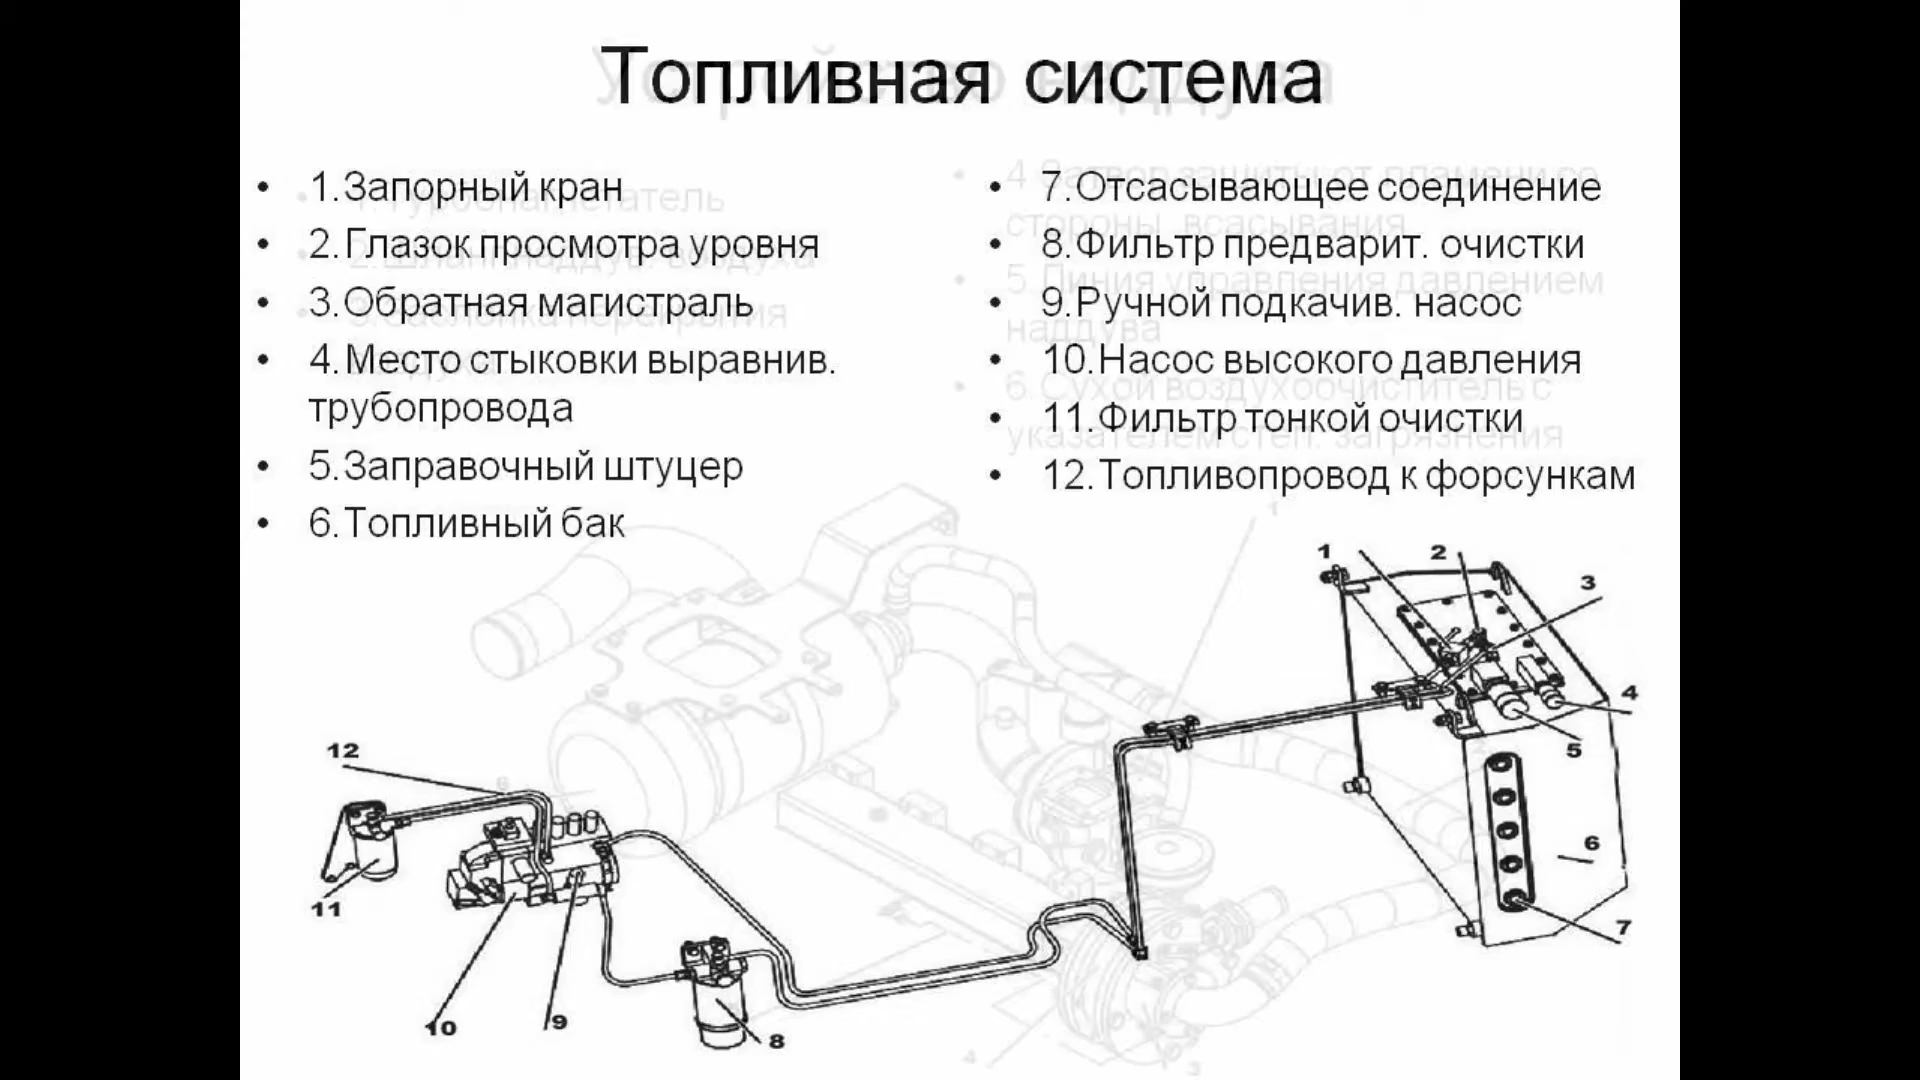 Топливная система
1.Запорный кран
2.Глазок просмотра уровня
3.Обратная магистраль
4.Место стыковки выравнив.
трубопровода
5.Заправочный штуцер
6.Топливный бак
7.Отсасывающее соединение
8.Фильтр предварит. очистки
9.Ручной подкачив. насос
10.Насос высокого давления
11.Фильтр тонкой очистки
12.Топливопровод к форсункам
1
2
3
4
5
6
7
12
11
10
9
8